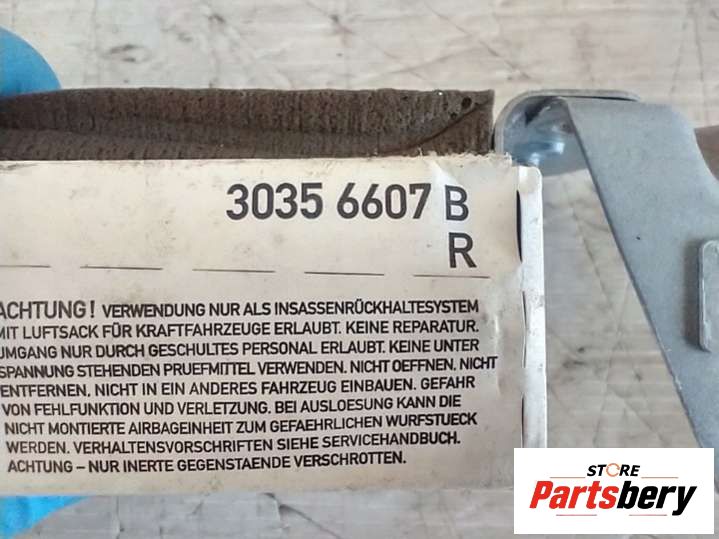 3035 6607 B
R
ACHTUNG! VERWENDUNG NUR ALS INSASSENRÜCKHALTESYSTEM
MIT LUFTSACK FÜR KRAFTFAHRZEUGE ERLAUBT. KEINE REPARATUR.
UMGANG NUR DURCH GESCHULTES PERSONAL ERLAUBT. KEINE UNTER
SPANNUNG STEHENDEN PRUEFMITTEL VERWENDEN. NICHT OEFFNEN, NICHT
ENTFERNEN, NICHT IN EIN ANDERES FAHRZEUG EINBAUEN. GEFAHR
VON FEHLFUNKTION UND VERLETZUNG. BEI AUSLOESUNG KANN DIE
NICHT MONTIERTE AIRBAGEINHEIT ZUM GEFAEHRLICHEN WURFSTUECK
WERDEN. VERHALTENSVORSCHRIFTEN SIEHE SERVICEHANDBUCH.
ACHTUNG – NUR INERTE GEGENSTAENDE VERSCHROTTEN.
STORE
Partsbery